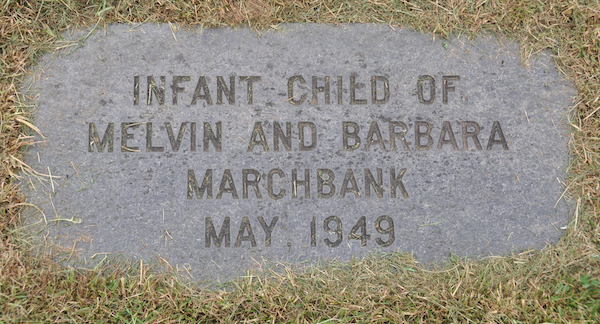 INFANT CHILD OF
MELVIN AND BARBARA
MARCHBANK
MAY 1949